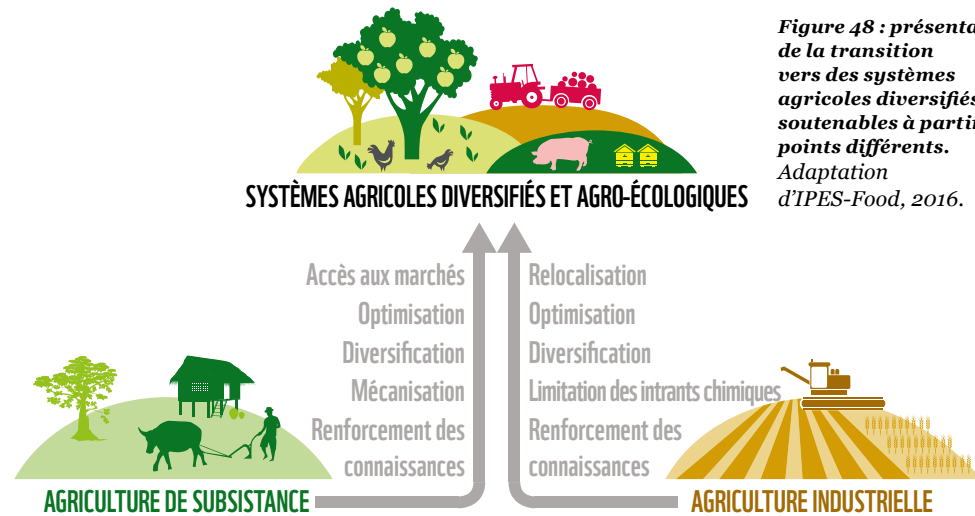 Figure 48 : présenta
de la transition
vers des systèmes
agricoles diversifiés
soutenables à partir
points différents.
Adaptation
d'IPES-Food, 2016.
SYSTÈMES AGRICOLES DIVERSIFIÉS ET AGRO-ÉCOLOGIQUES
Accès aux marchés
Optimisation
Diversification
Mécanisation
Renforcement des
connaissances
Relocalisation
Optimisation
Diversification
Limitation des intrants chimiques
Renforcement des
connaissances
AGRICULTURE DE SUBSISTANCE
AGRICULTURE INDUSTRIELLE